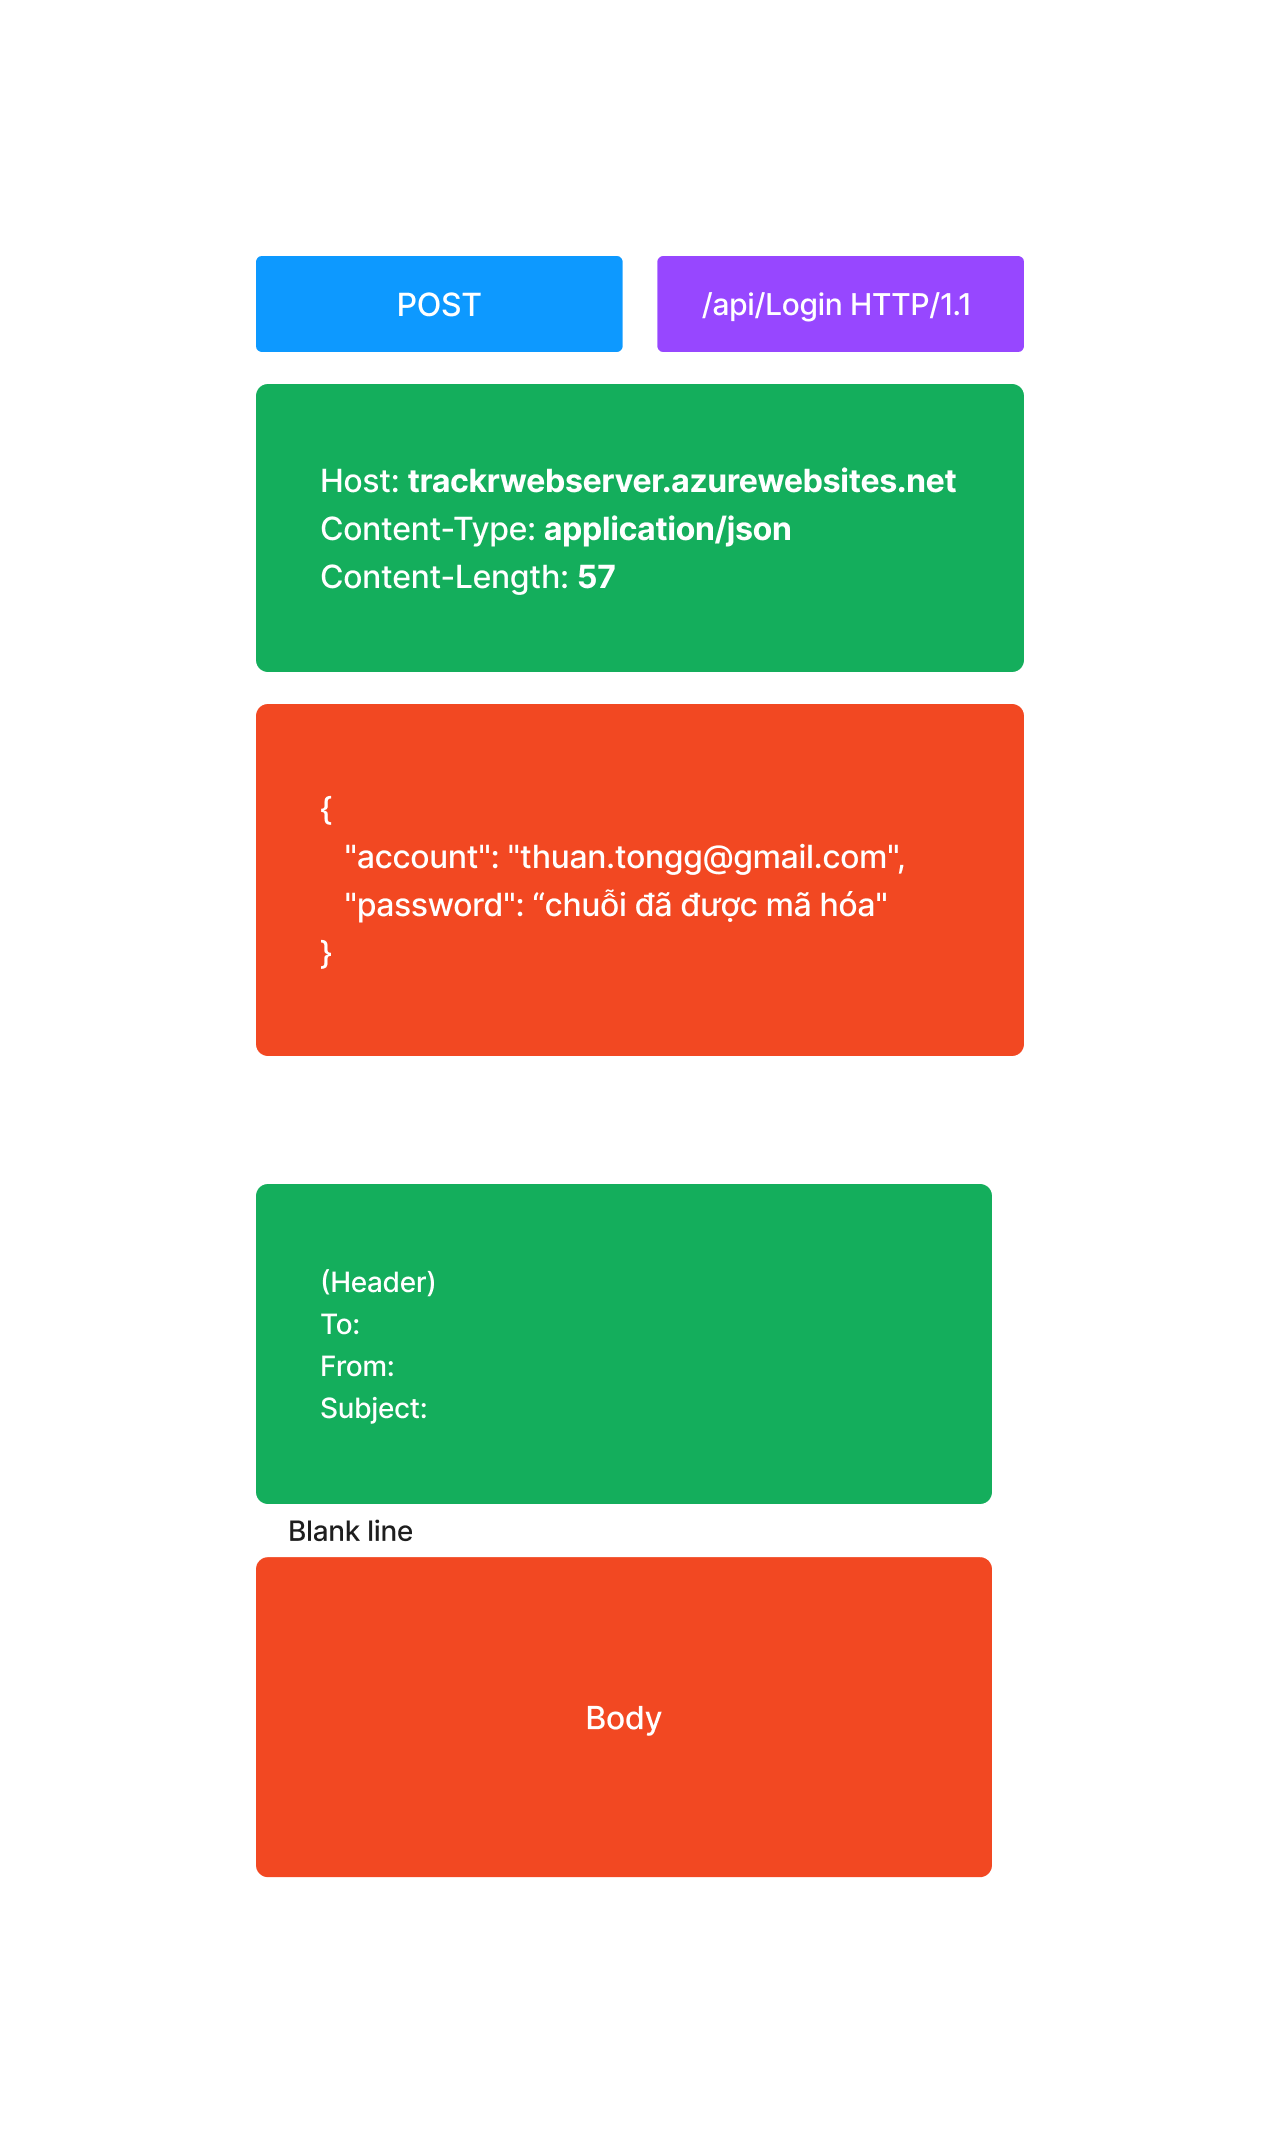 POST
/api/Login HTTP/1.1
Host: trackrwebserver.azurewebsites.net
Content-Type: application/json
Content-Length: 57
{
"account": "thuan.tongg@gmail.com",
"password": “chuỗi đã được mã hóa"
}
(Header)
To:
From:
Subject:
Blank line
Body